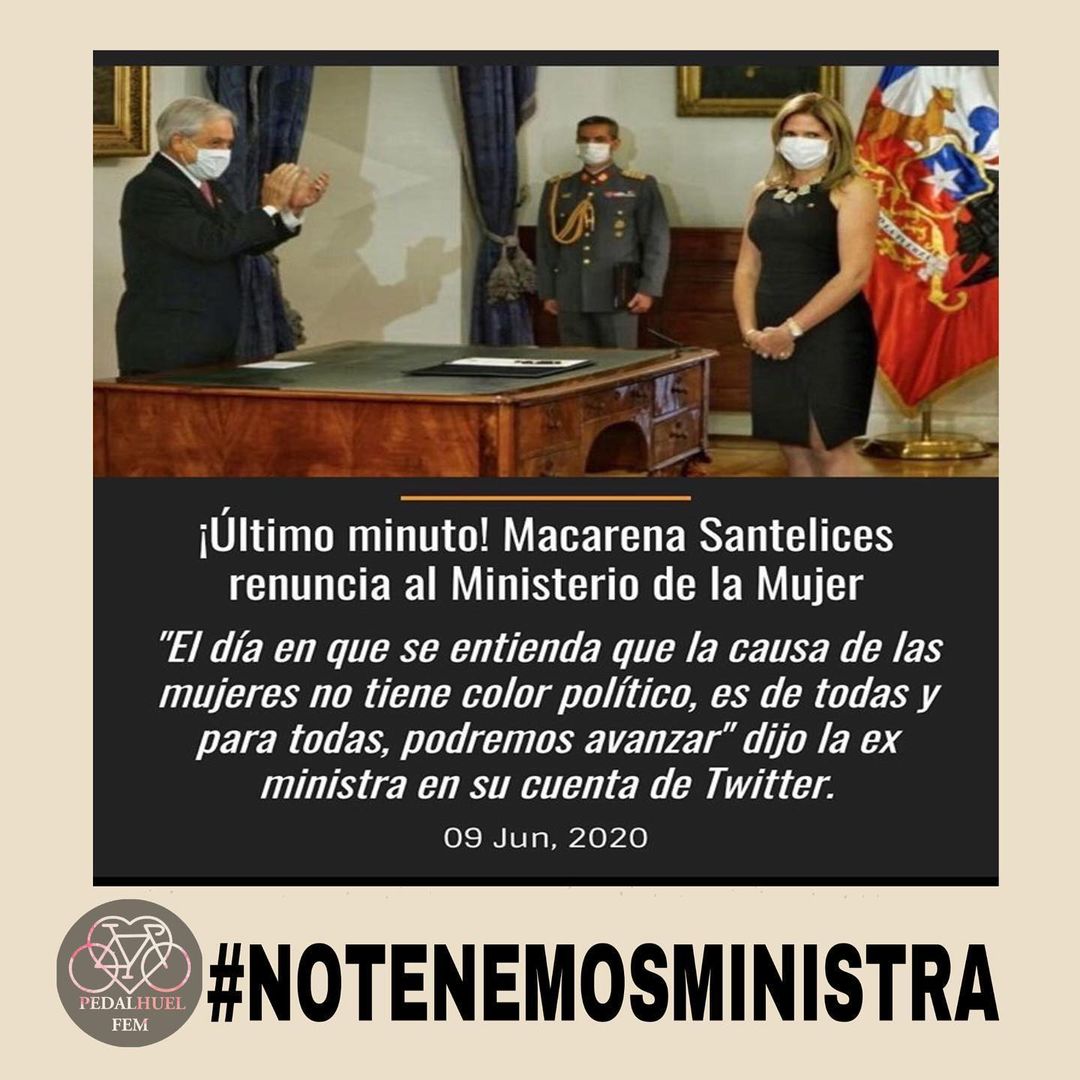 ¡Último minuto! Macarena Santelices
renuncia al Ministerio de la Mujer
"El día en que se entienda que la causa de las
mujeres no tiene color político, es de todas y
para todas, podremos avanzar" dijo la ex
ministra en su cuenta de Twitter.
09 Jun, 2020
PEDALHUEL
FEM
#NOTENEMOSMINISTRA